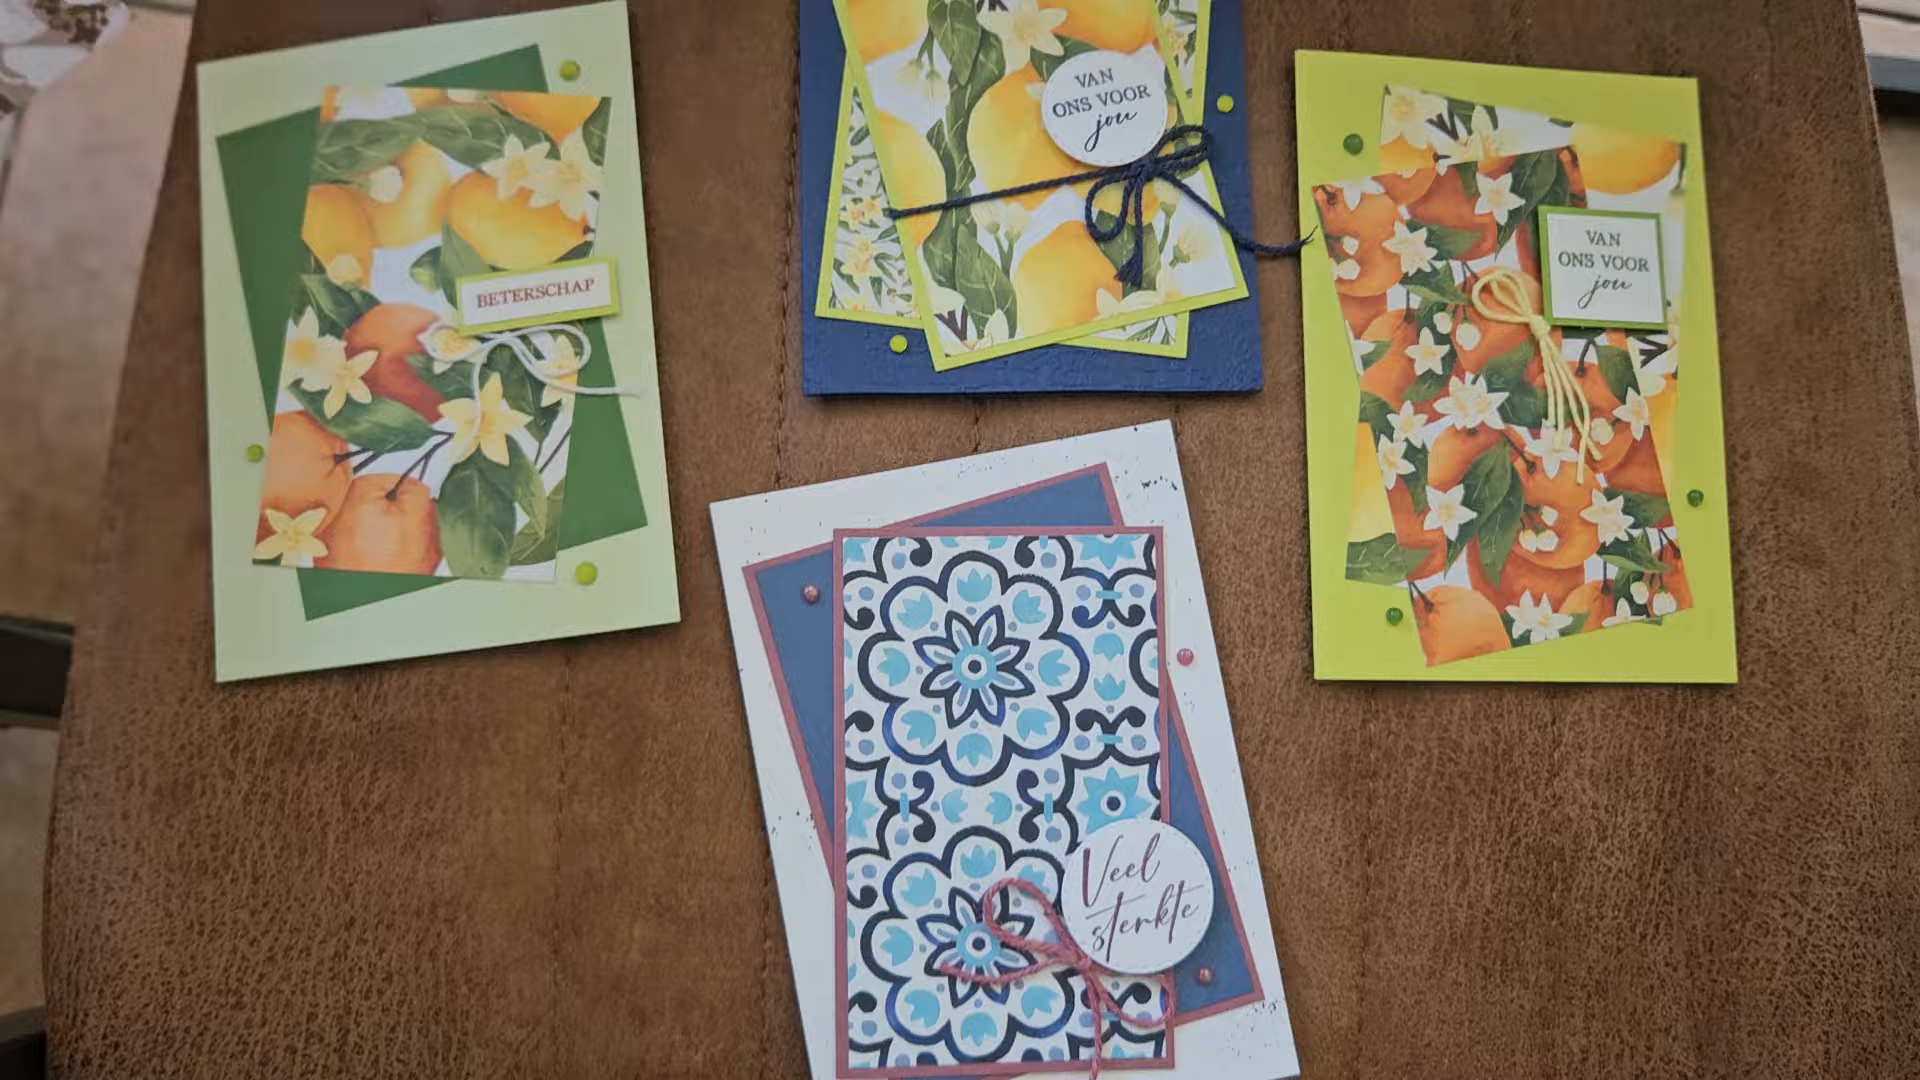 BETERSCHAP
VAN
ONS VOOR
jou
VAN
ONS VOOR
jou
Veel
sterkte